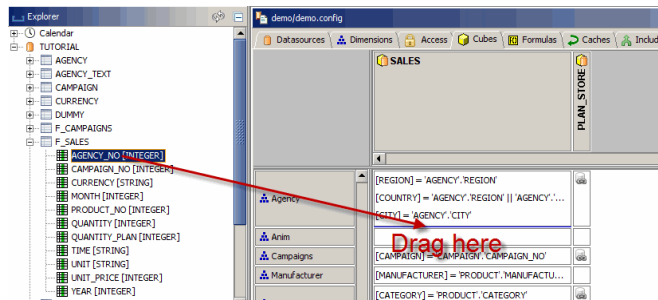 Explorer
Calendar
TUTORIAL
AGENCY
AGENCY_TEXT
CAMPAIGN
CURRENCY
DUMMY
F_CAMPAIGNS
F_SALES
AGENCY_NO [INTEGER]
CAMPAIGN_NO [INTEGER]
CURRENCY [STRING]
MONTH [INTEGER]
PRODUCT_NO [INTEGER]
QUANTITY [INTEGER]
QUANTITY_PLAN [INTEGER]
TIME [STRING]
UNIT [STRING]
UNIT_PRICE [INTEGER]
YEAR [INTEGER]
demo/demo.config
Datasources Dimensions Access Cubes Formulas Caches Includ
SALES
PLAN_STORE
Agency
[REGION] = 'AGENCY'.'REGION'
[COUNTRY] = 'AGENCY'.'REGION' || 'AGENCY'.'...
[CITY] = 'AGENCY'.'CITY'
Drag here
Anim
Campaigns
[CAMPAIGN] = 'CAMPAIGN'.'CAMPAIGN_NO'
Manufacturer
[MANUFACTURER] = 'PRODUCT'.'MANUFACTU...
[CATEGORY] = 'PRODUCT'.'CATEGORY'